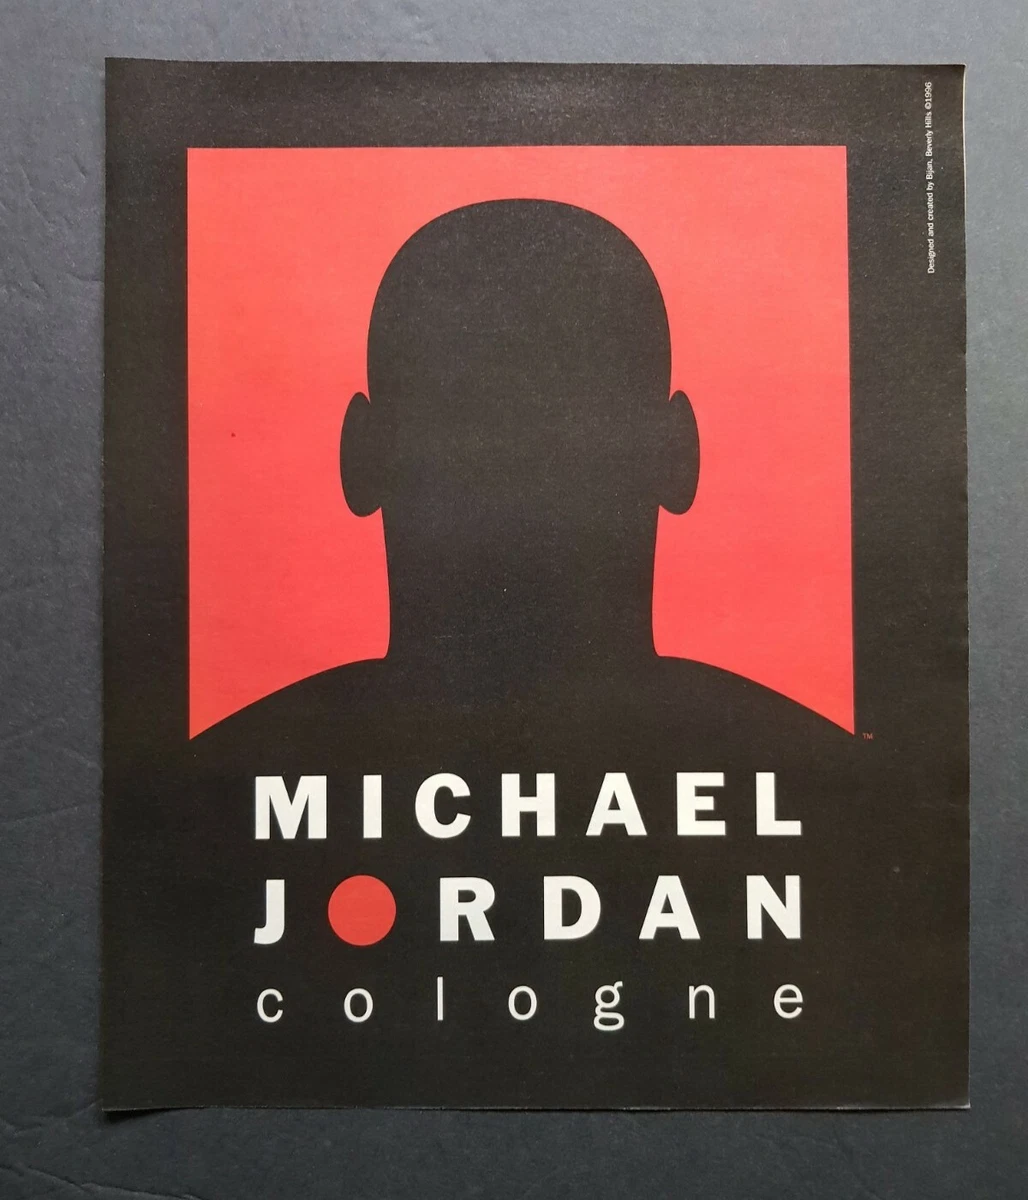 Designed and created by Bijan, Beverly Hills ©1996
TM
MICHAEL
JORDAN
cologne